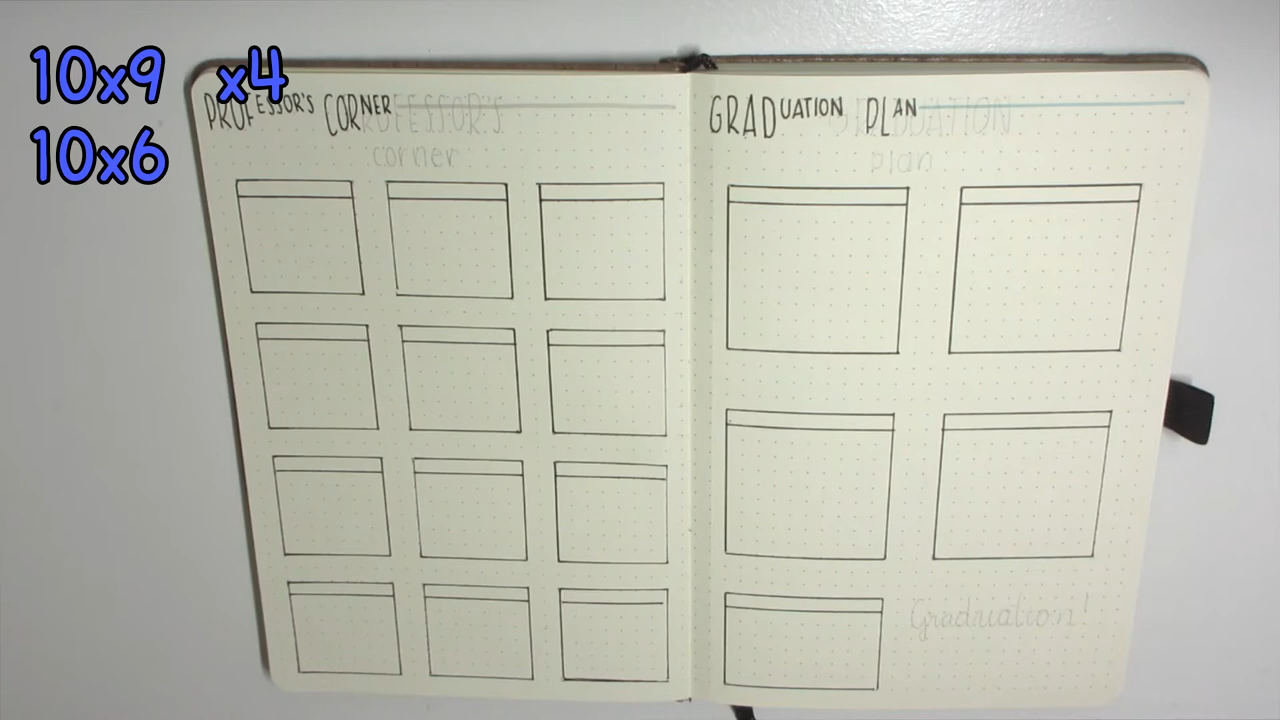 10x9 x4
10x6
PROFESSOR'S CORNER
PROFESSOR'S
corner
GRADUATION PLAN
GRADUATION
plan
Graduation!